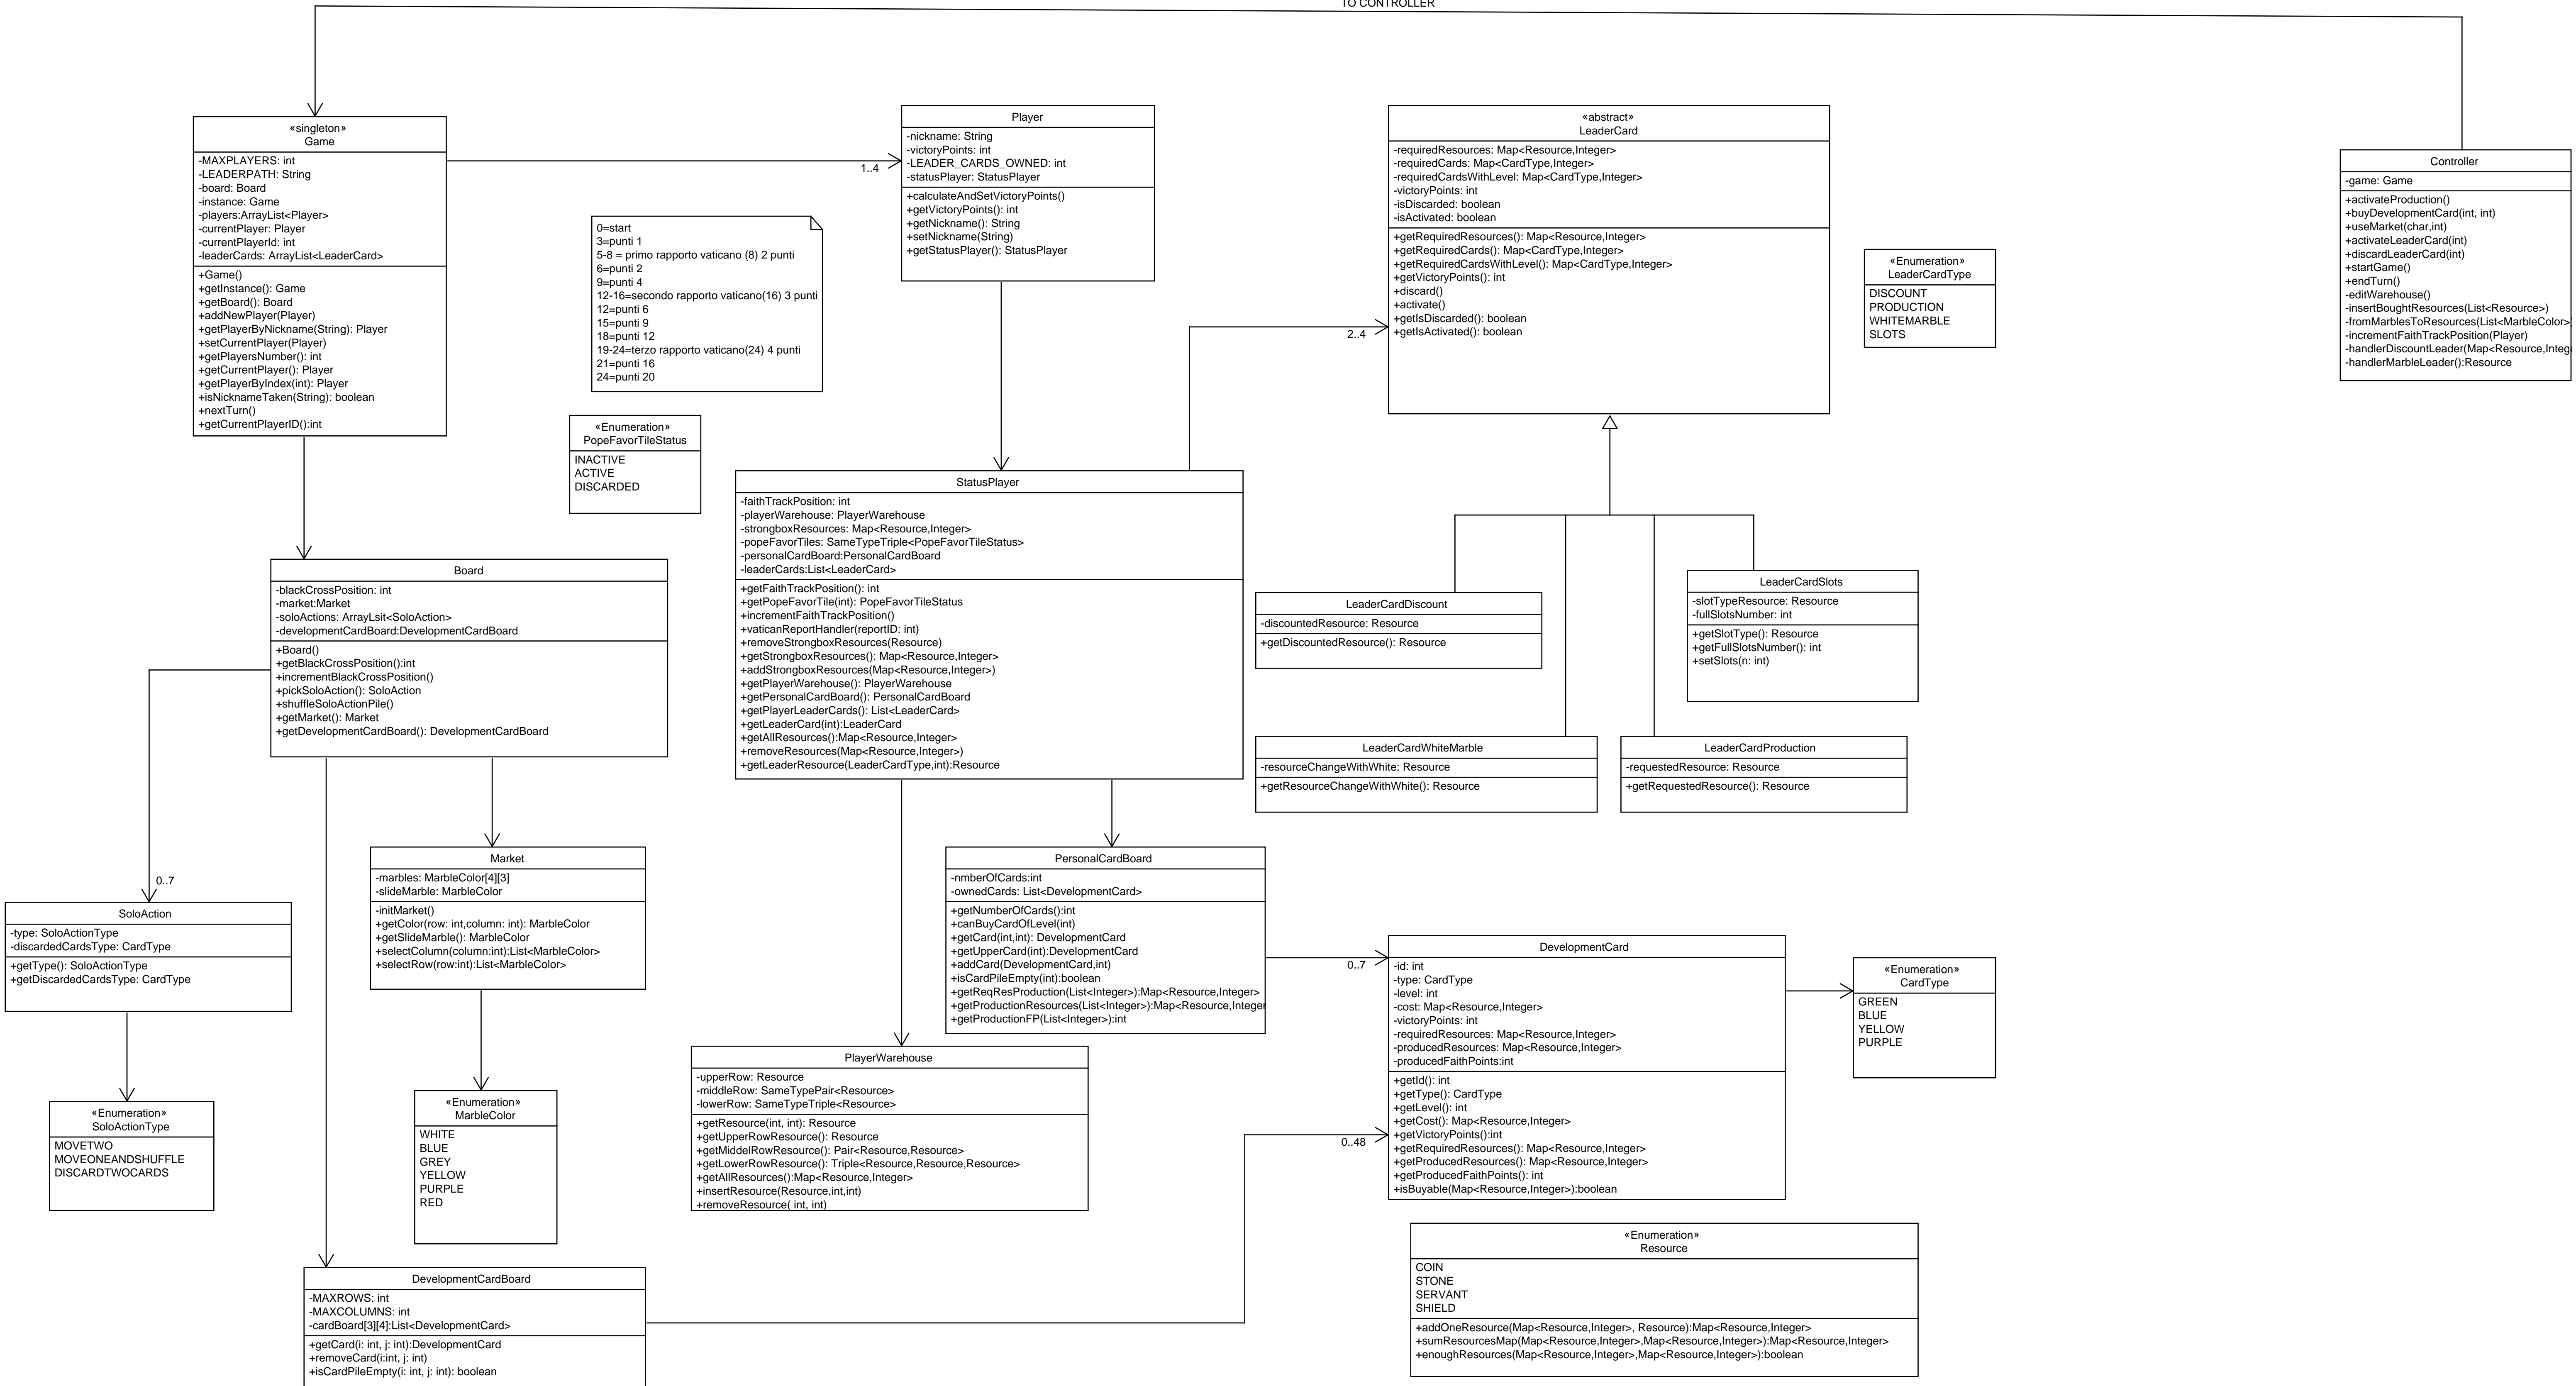 TO CONTROLLER
«singleton»
Game
-MAXPLAYERS: int
-LEADERPATH: String
-board: Board
-instance: Game
-players:ArrayList<Player>
-currentPlayer: Player
-currentPlayerId: int
-leaderCards: ArrayList<LeaderCard>
+Game()
+getInstance(): Game
+getBoard(): Board
+addNewPlayer(Player)
+getPlayerByNickname(String): Player
+setCurrentPlayer(Player)
+getPlayersNumber(): int
+getCurrentPlayer(): Player
+getPlayerByIndex(int): Player
+isNicknameTaken(String): boolean
+nextTurn()
+getCurrentPlayerID():int
1..4
Player
-nickname: String
-victoryPoints: int
-LEADER_CARDS_OWNED: int
-statusPlayer: StatusPlayer
+calculateAndSetVictoryPoints()
+getVictoryPoints(): int
+getNickname(): String
+setNickname(String)
+getStatusPlayer(): StatusPlayer
0=start
3=punti 1
5-8 = primo rapporto vaticano (8) 2 punti
6=punti 2
9=punti 4
12-16=secondo rapporto vaticano(16) 3 punti
12=punti 6
15=punti 9
18=punti 12
19-24=terzo rapporto vaticano(24) 4 punti
21=punti 16
24=punti 20
«abstract»
LeaderCard
-requiredResources: Map<Resource,Integer>
-requiredCards: Map<CardType,Integer>
-requiredCardsWithLevel: Map<CardType,Integer>
-victoryPoints: int
-isDiscarded: boolean
-isActivated: boolean
+getRequiredResources(): Map<Resource,Integer>
+getRequiredCards(): Map<CardType,Integer>
+getRequiredCardsWithLevel(): Map<CardType,Integer>
+getVictoryPoints(): int
+discard()
+activate()
+getIsDiscarded(): boolean
+getIsActivated(): boolean
2..4
«Enumeration»
LeaderCardType
DISCOUNT
PRODUCTION
WHITEMARBLE
SLOTS
Controller
-game: Game
+activateProduction()
+buyDevelopmentCard(int, int)
+useMarket(char,int)
+activateLeaderCard(int)
+discardLeaderCard(int)
+startGame()
+endTurn()
-editWarehouse()
-insertBoughtResources(List<Resource>)
-fromMarblesToResources(List<MarbleColor>
-incrementFaithTrackPosition(Player)
-handlerDiscountLeader(Map<Resource,Integ
-handlerMarbleLeader():Resource
«Enumeration»
PopeFavorTileStatus
INACTIVE
ACTIVE
DISCARDED
StatusPlayer
-faithTrackPosition: int
-playerWarehouse: PlayerWarehouse
-strongboxResources: Map<Resource,Integer>
-popeFavorTiles: SameTypeTriple<PopeFavorTileStatus>
-personalCardBoard:PersonalCardBoard
-leaderCards:List<LeaderCard>
+getFaithTrackPosition(): int
+getPopeFavorTile(int): PopeFavorTileStatus
+incrementFaithTrackPosition()
+vaticanReportHandler(reportID: int)
+removeStrongboxResources(Resource)
+getStrongboxResources(): Map<Resource,Integer>
+addStrongboxResources(Map<Resource,Integer>)
+getPlayerWarehouse(): PlayerWarehouse
+getPersonalCardBoard(): PersonalCardBoard
+getPlayerLeaderCards(): List<LeaderCard>
+getLeaderCard(int):LeaderCard
+getAllResources():Map<Resource,Integer>
+removeResources(Map<Resource,Integer>)
+getLeaderResource(LeaderCardType,int):Resource
Board
-blackCrossPosition: int
-market:Market
-soloActions: ArrayLsit<SoloAction>
-developmentCardBoard:DevelopmentCardBoard
+Board()
+getBlackCrossPosition():int
+incrementBlackCrossPosition()
+pickSoloAction(): SoloAction
+shuffleSoloActionPile()
+getMarket(): Market
+getDevelopmentCardBoard(): DevelopmentCardBoard
LeaderCardDiscount
-discountedResource: Resource
+getDiscountedResource(): Resource
LeaderCardSlots
-slotTypeResource: Resource
-fullSlotsNumber: int
+getSlotType(): Resource
+getFullSlotsNumber(): int
+setSlots(n: int)
LeaderCardWhiteMarble
-resourceChangeWithWhite: Resource
+getResourceChangeWithWhite(): Resource
LeaderCardProduction
-requestedResource: Resource
+getRequestedResource(): Resource
0..7
SoloAction
-type: SoloActionType
-discardedCardsType: CardType
+getType(): SoloActionType
+getDiscardedCardsType: CardType
Market
-marbles: MarbleColor[4][3]
-slideMarble: MarbleColor
-initMarket()
+getColor(row: int,column: int): MarbleColor
+getSlideMarble(): MarbleColor
+selectColumn(column:int):List<MarbleColor>
+selectRow(row:int):List<MarbleColor>
PersonalCardBoard
-nmberOfCards:int
-ownedCards: List<DevelopmentCard>
+getNumberOfCards():int
+canBuyCardOfLevel(int)
+getCard(int,int): DevelopmentCard
+getUpperCard(int):DevelopmentCard
+addCard(DevelopmentCard,int)
+isCardPileEmpty(int):boolean
+getReqResProduction(List<Integer>):Map<Resource,Integer>
+getProductionResources(List<Integer>):Map<Resource,Integer
+getProductionFP(List<Integer>):int
0..7
DevelopmentCard
-id: int
-type: CardType
-level: int
-cost: Map<Resource,Integer>
-victoryPoints: int
-requiredResources: Map<Resource,Integer>
-producedResources: Map<Resource,Integer>
-producedFaithPoints:int
+getId(): int
+getType(): CardType
+getLevel(): int
+getCost(): Map<Resource,Integer>
+getVictoryPoints():int
+getRequiredResources(): Map<Resource,Integer>
+getProducedResources(): Map<Resource,Integer>
+getProducedFaithPoints(): int
+isBuyable(Map<Resource,Integer>):boolean
«Enumeration»
CardType
GREEN
BLUE
YELLOW
PURPLE
PlayerWarehouse
-upperRow: Resource
-middleRow: SameTypePair<Resource>
-lowerRow: SameTypeTriple<Resource>
+getResource(int, int): Resource
+getUpperRowResource(): Resource
+getMiddelRowResource(): Pair<Resource,Resource>
+getLowerRowResource(): Triple<Resource,Resource,Resource>
+getAllResources():Map<Resource,Integer>
+insertResource(Resource,int,int)
+removeResource( int, int)
«Enumeration»
SoloActionType
MOVETWO
MOVEONEANDSHUFFLE
DISCARDTWOCARDS
«Enumeration»
MarbleColor
WHITE
BLUE
GREY
YELLOW
PURPLE
RED
0..48
«Enumeration»
Resource
COIN
STONE
SERVANT
SHIELD
+addOneResource(Map<Resource,Integer>, Resource):Map<Resource,Integer>
+sumResourcesMap(Map<Resource,Integer>,Map<Resource,Integer>):Map<Resource,Integer>
+enoughResources(Map<Resource,Integer>,Map<Resource,Integer>):boolean
DevelopmentCardBoard
-MAXROWS: int
-MAXCOLUMNS: int
-cardBoard[3][4]:List<DevelopmentCard>
+getCard(i: int, j: int):DevelopmentCard
+removeCard(i:int, j: int)
+isCardPileEmpty(i: int, j: int): boolean